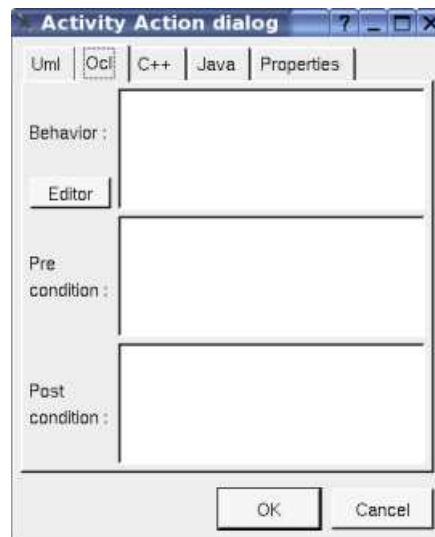 Activity Action dialog
Uml Ocl C++ Java Properties
Behavior :
Editor
Pre
condition :
Post
condition :
OK Cancel